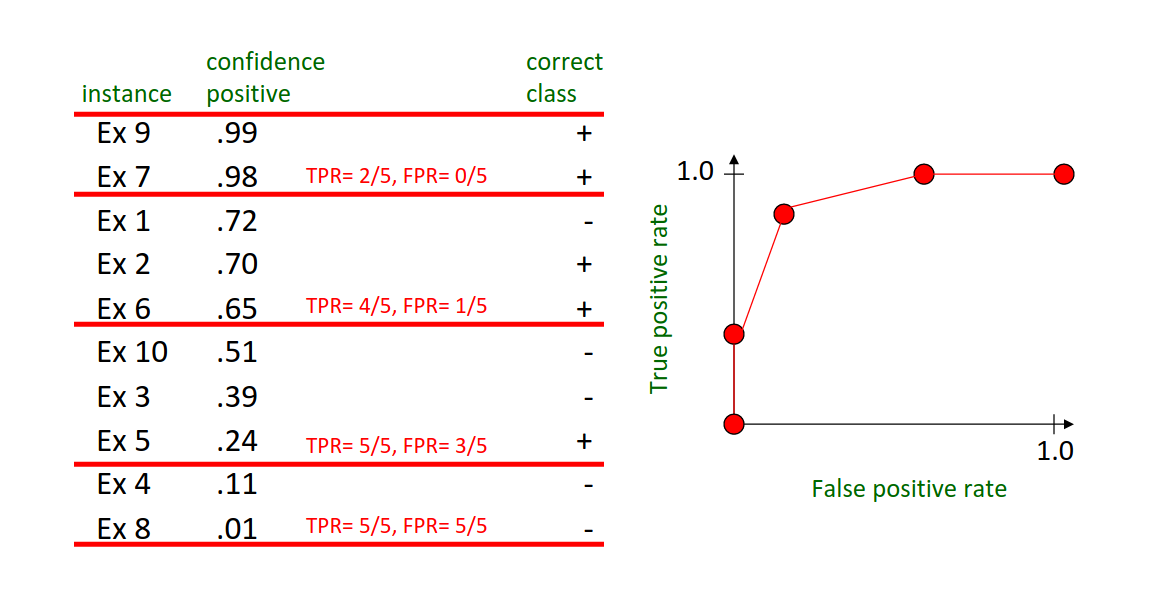 confidence correct
instance positive class
Ex 9 .99 +
Ex 7 .98 TPR= 2/5, FPR= 0/5 +
Ex 1 .72 -
Ex 2 .70 +
Ex 6 .65 TPR= 4/5, FPR= 1/5 +
Ex 10 .51 -
Ex 3 .39 -
Ex 5 .24 TPR= 5/5, FPR= 3/5 +
Ex 4 .11 -
Ex 8 .01 TPR= 5/5, FPR= 5/5 -
1.0
True positive rate
1.0
False positive rate